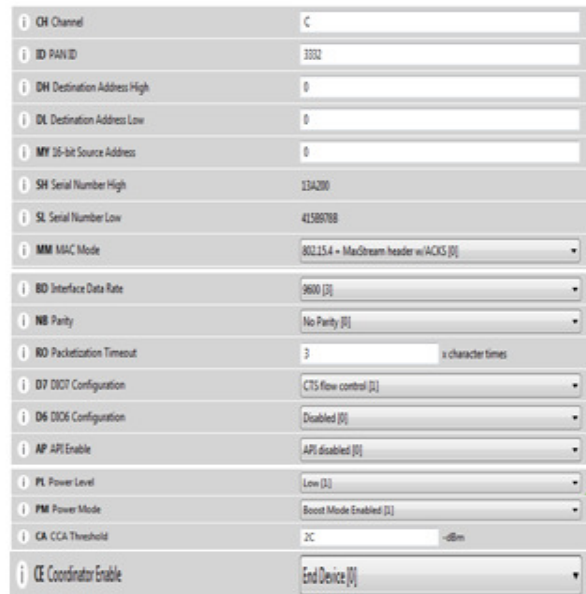 i CH Channel C
i ID PAN ID 3332
i DH Destination Address High 0
i DL Destination Address Low 0
i MY 16-bit Source Address 0
i SH Serial Number High 13A200
i SL Serial Number Low 415B97BB
i MM MAC Mode 802.15.4 + MaxStream header w/ACKS [0]
i BD Interface Data Rate 9600 [3]
i NB Parity No Parity [0]
i RO Packetization Timeout 3 x character times
i D7 DIO7 Configuration CTS flow control [1]
i D6 DIO6 Configuration Disabled [0]
i AP API Enable API disabled [0]
i PL Power Level Low [1]
i PM Power Mode Boost Mode Enabled [1]
i CA CCA Threshold 2C -dBm
i CE Coordinator Enable End Device [0]